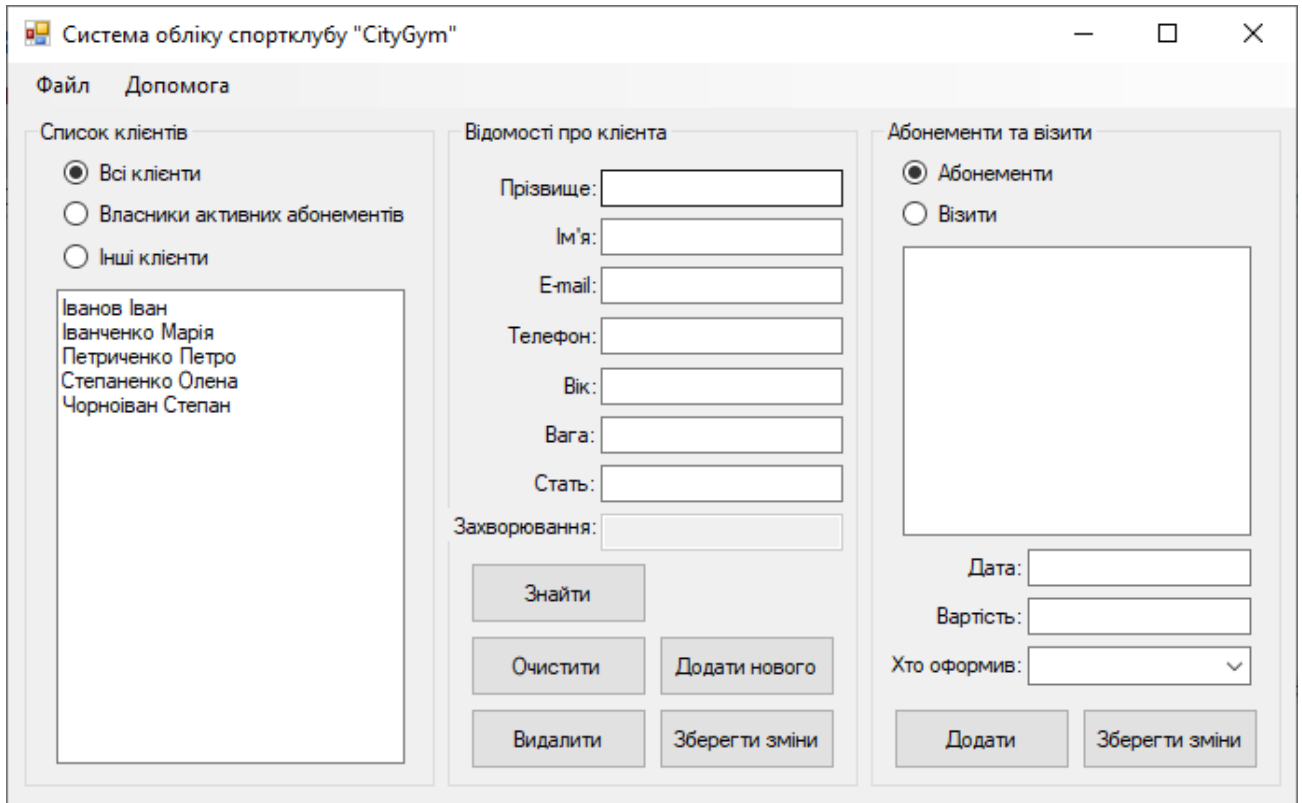 Система обліку спортклубу "CityGym"
Файл Допомога
Список клієнтів
Всі клієнти
Власники активних абонементів
Інші клієнти
Іванов Іван
Іванченко Марія
Петриченко Петро
Степаненко Олена
Чорноіван Степан
Відомості про клієнта
Прізвище:
Ім'я:
E-mail:
Телефон:
Вік:
Вага:
Стать:
Захворювання:
Знайти
Очистити Додати нового
Видалити Зберегти зміни
Абонементи та візити
Абонементи
Візити
Дата:
Вартість:
Хто оформив:
Додати Зберегти зміни